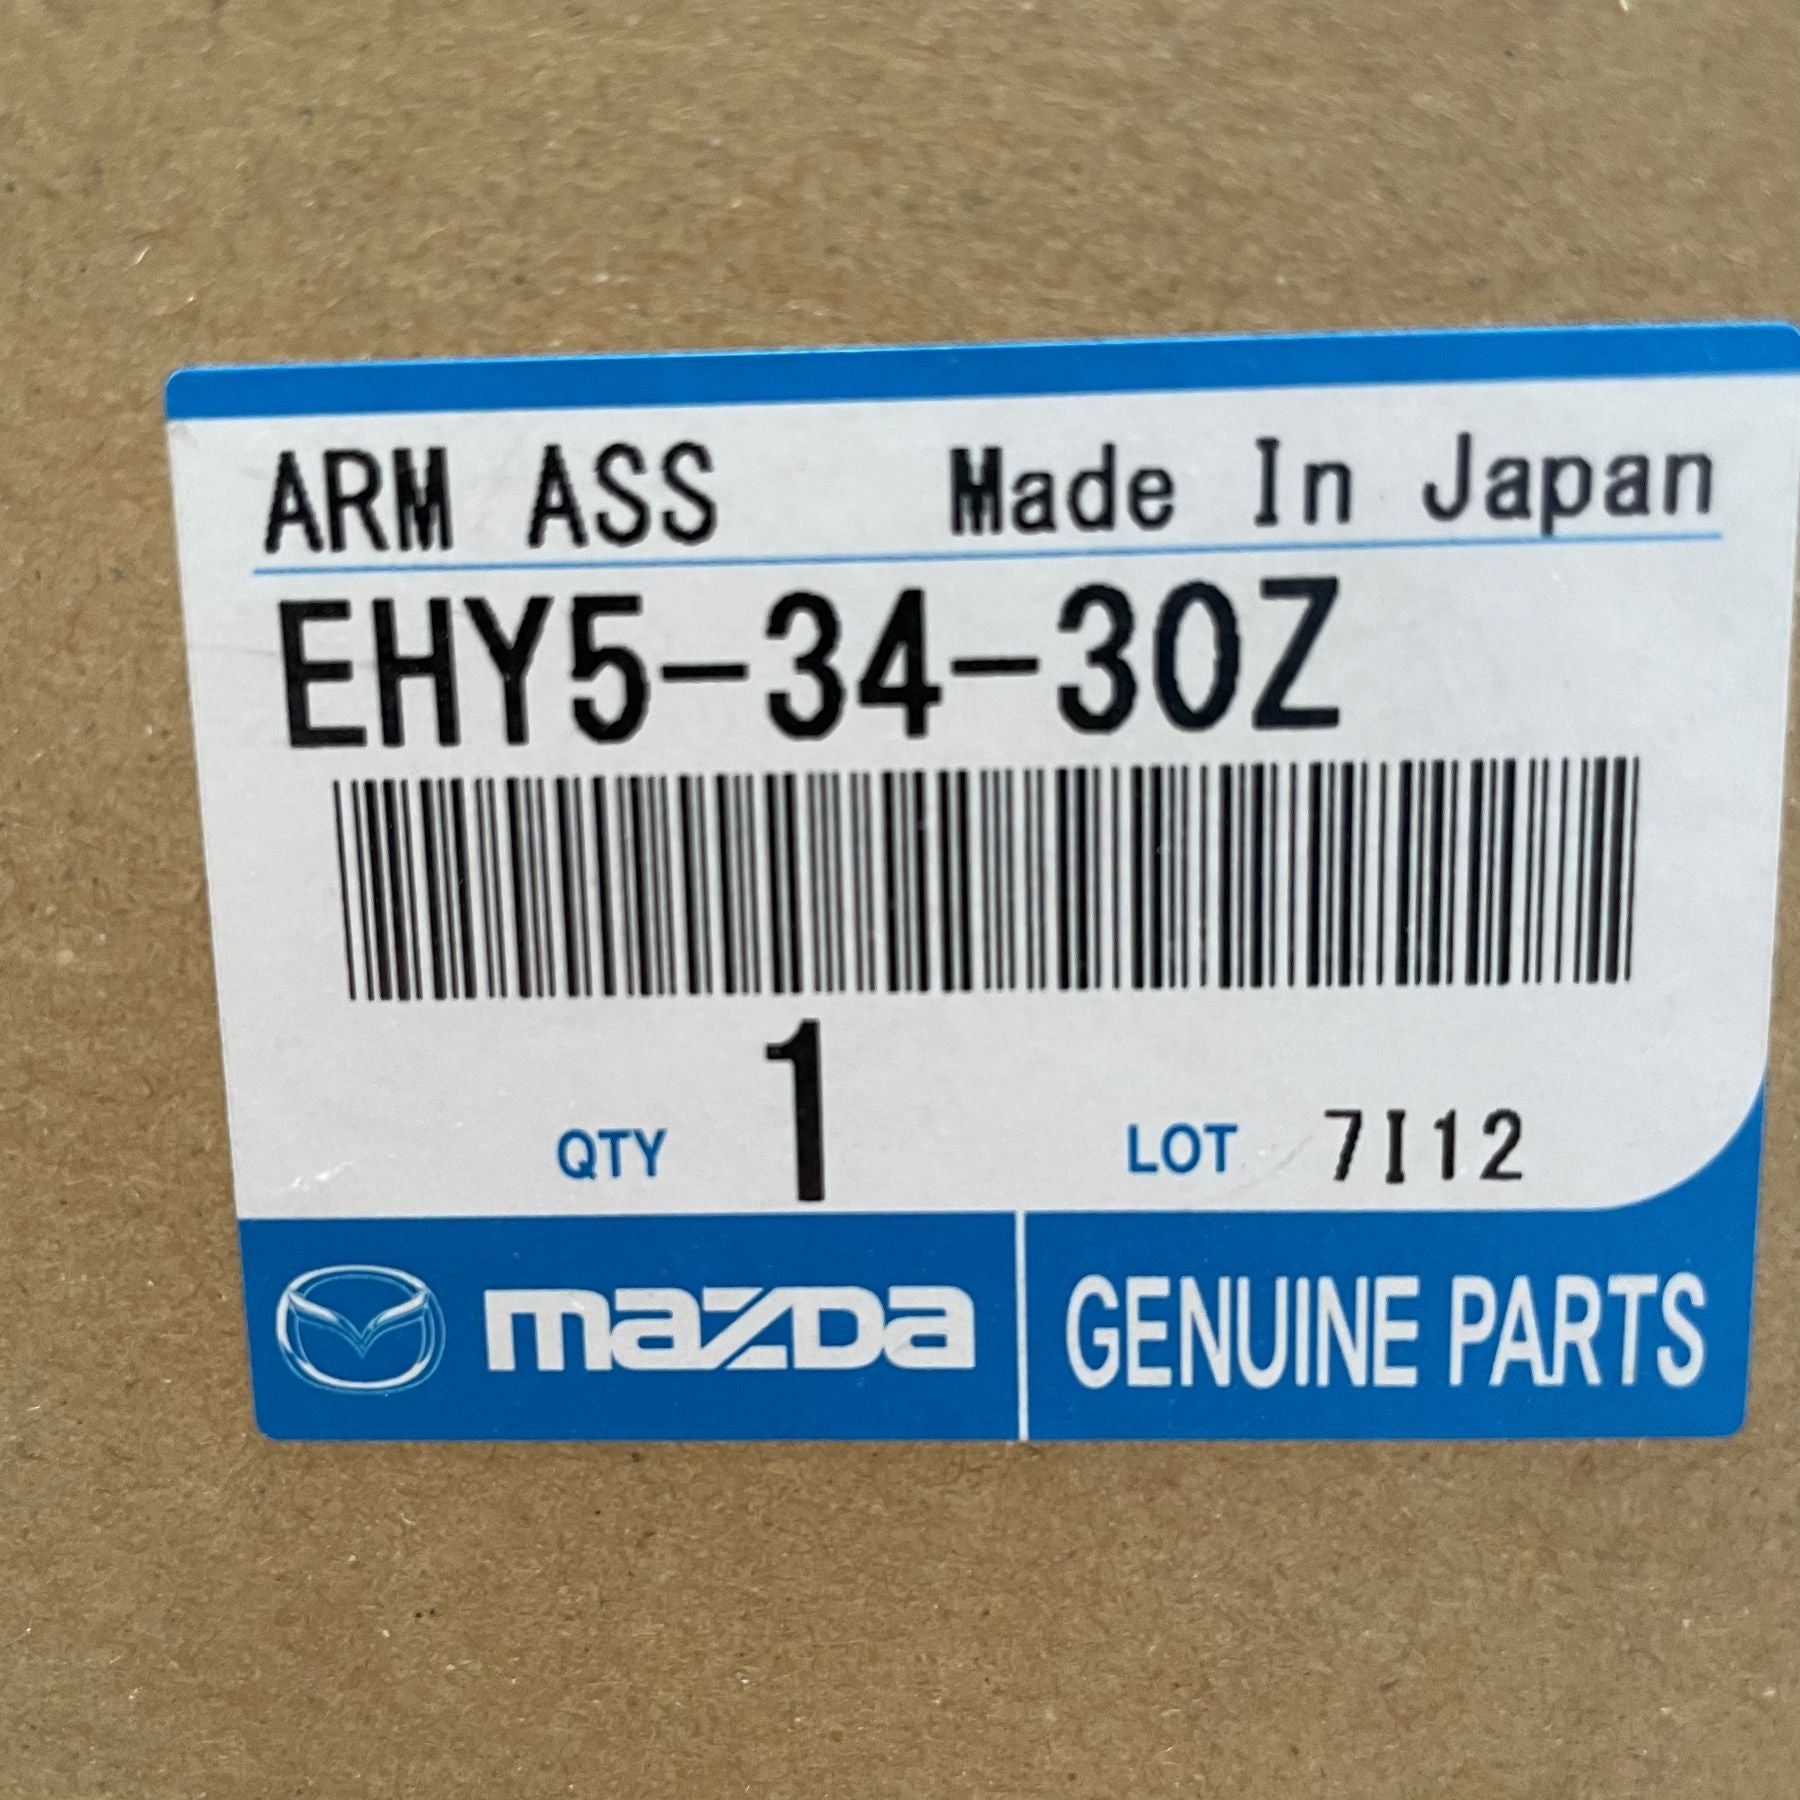 ARM ASS Made In Japan
EHY5-34-30Z
QTY 1 LOT 7I12
mazda GENUINE PARTS